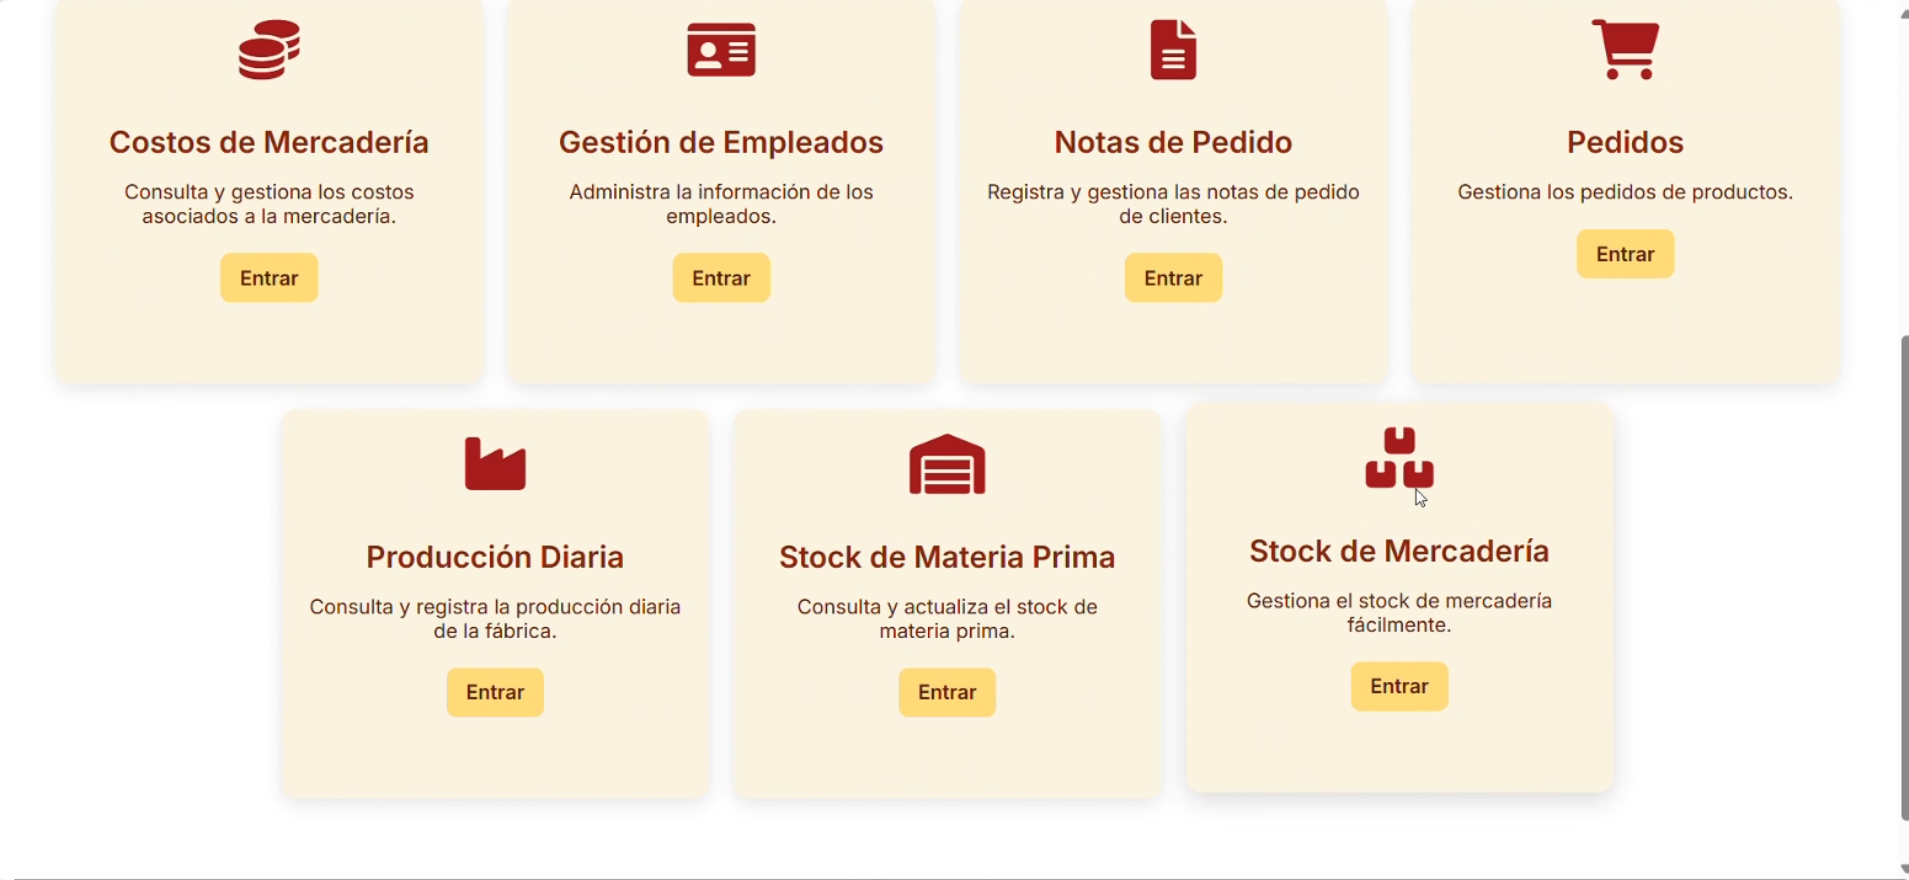 Costos de Mercadería
Consulta y gestiona los costos
asociados a la mercadería.
Entrar
Gestión de Empleados
Administra la información de los
empleados.
Entrar
Notas de Pedido
Registra y gestiona las notas de pedido
de clientes.
Entrar
Pedidos
Gestiona los pedidos de productos.
Entrar
Producción Diaria
Consulta y registra la producción diaria
de la fábrica.
Entrar
Stock de Materia Prima
Consulta y actualiza el stock de
materia prima.
Entrar
Stock de Mercadería
Gestiona el stock de mercadería
fácilmente.
Entrar